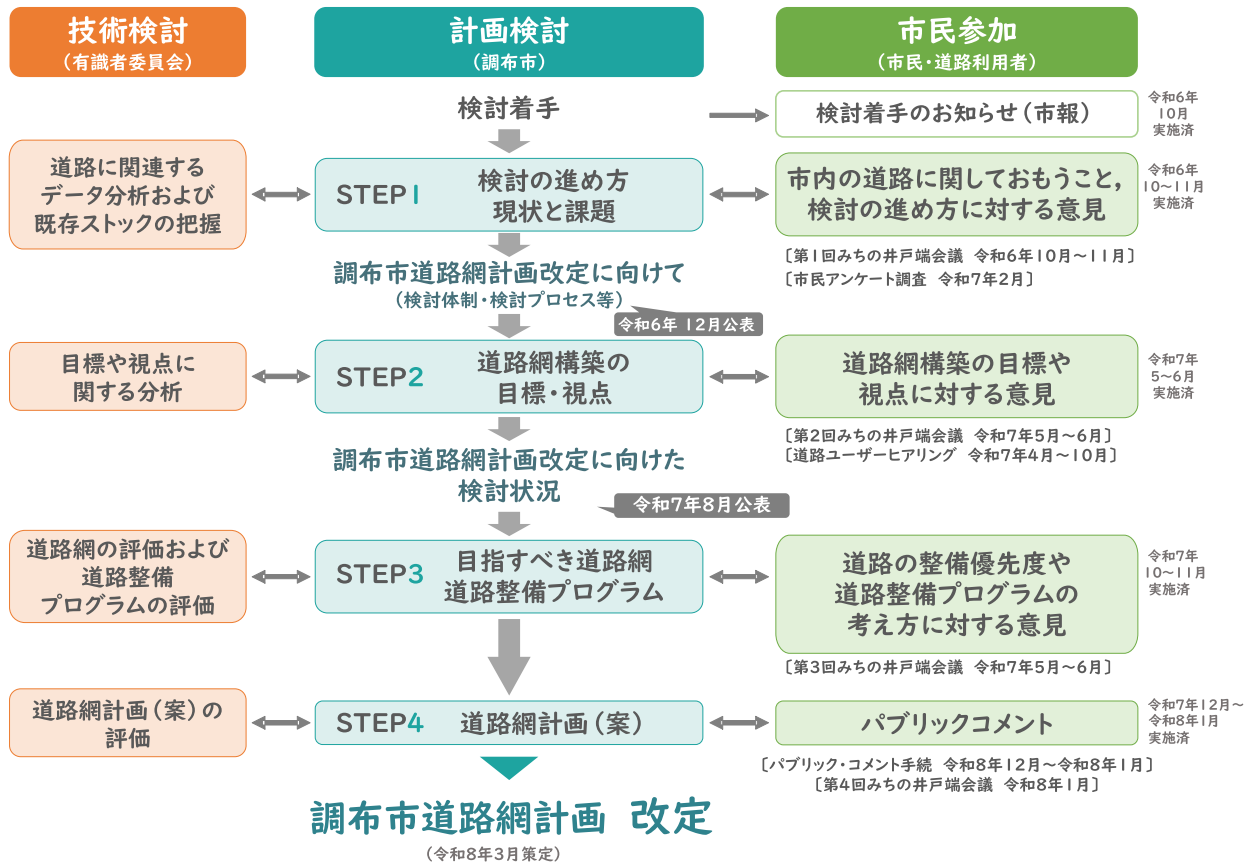 技術検討
（有識者委員会）
計画検討
（調布市）
市民参加
（市民・道路利用者）
検討着手
検討着手のお知らせ（市報）
令和6年
10月
実施済
道路に関連する
データ分析および
既存ストックの把握
STEP1
検討の進め方
現状と課題
市内の道路に関しておもうこと，
検討の進め方に対する意見
令和6年
10～11月
実施済
〔第1回みちの井戸端会議　令和6年10月～11月〕
〔市民アンケート調査　令和7年2月〕
調布市道路網計画改定に向けて
（検討体制・検討プロセス等）
令和6年 12月公表
目標や視点に
関する分析
STEP2
道路網構築の
目標・視点
道路網構築の目標や
視点に対する意見
令和7年
5～6月
実施済
〔第2回みちの井戸端会議　令和7年5月～6月〕
〔道路ユーザーヒアリング　令和7年4月～10月〕
調布市道路網計画改定に向けた
検討状況
令和7年8月公表
道路網の評価および
道路整備
プログラムの評価
STEP3
目指すべき道路網
道路整備プログラム
道路の整備優先度や
道路整備プログラムの
考え方に対する意見
令和7年
10～11月
実施済
〔第3回みちの井戸端会議　令和7年5月～6月〕
道路網計画（案）の
評価
STEP4
道路網計画（案）
パブリックコメント
令和7年12月～
令和8年1月
実施済
〔パブリック・コメント手続　令和8年12月～令和8年1月〕
〔第4回みちの井戸端会議　令和8年1月〕
調布市道路網計画　改定
（令和8年3月策定）